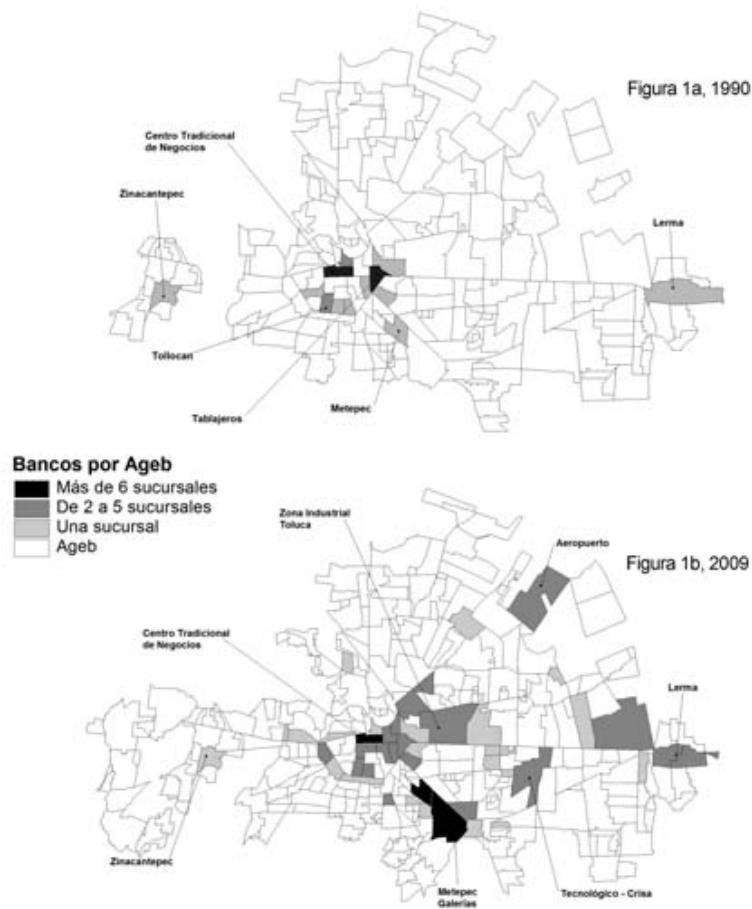 Figura 1a, 1990
Centro Tradicional
de Negocios
Zinacantepec
Lerma
Tollocan
Tablajeros
Metepec
Bancos por Ageb
Más de 6 sucursales
De 2 a 5 sucursales
Una sucursal
Ageb
Zona Industrial
Toluca
Aeropuerto
Figura 1b, 2009
Centro Tradicional
de Negocios
Lerma
Zinacantepec
Metepec
Galerías
Tecnológico - Crisa